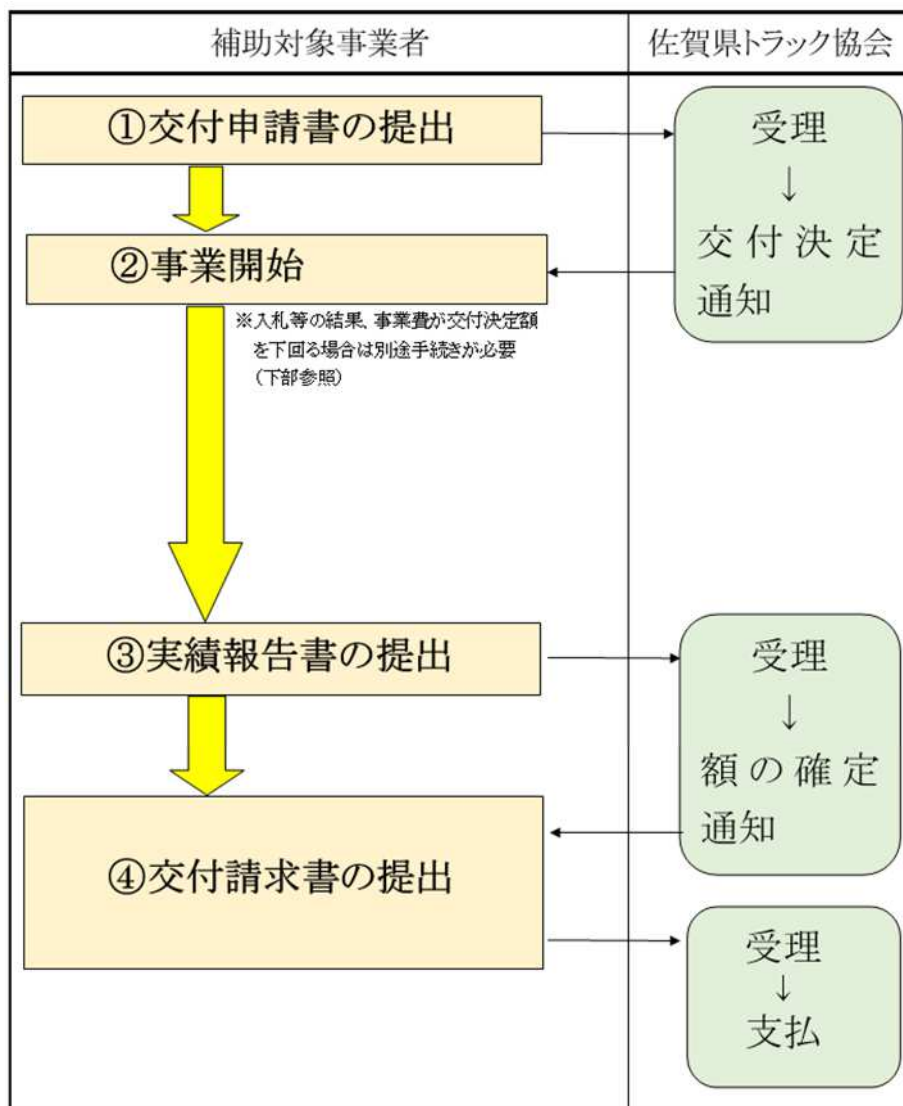 補助対象事業者
佐賀県トラック協会
①交付申請書の提出
受理
↓
交付決定
通知
②事業開始
※入札等の結果、事業費が交付決定額
を下回る場合は別途手続きが必要
(下部参照)
③実績報告書の提出
受理
↓
額の確定
通知
④交付請求書の提出
受理
↓
支払